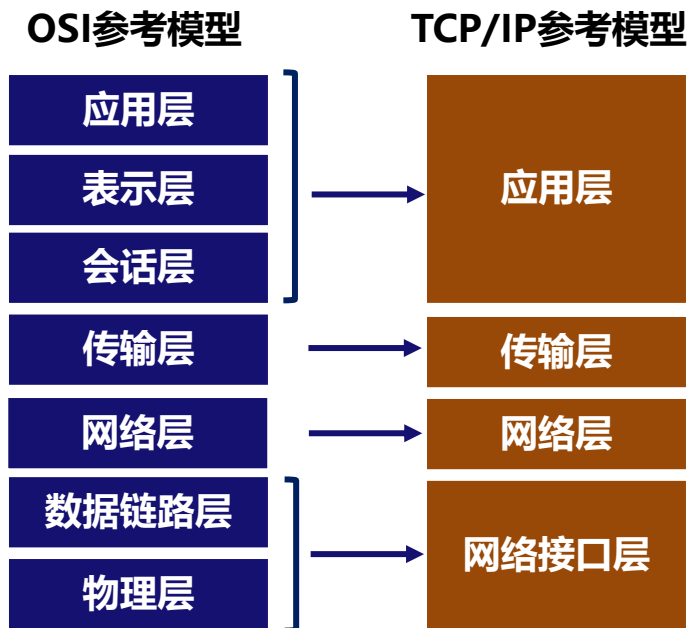 OSI参考模型
TCP/IP参考模型
应用层
表示层
会话层
传输层
网络层
数据链路层
物理层
应用层
传输层
网络层
网络接口层